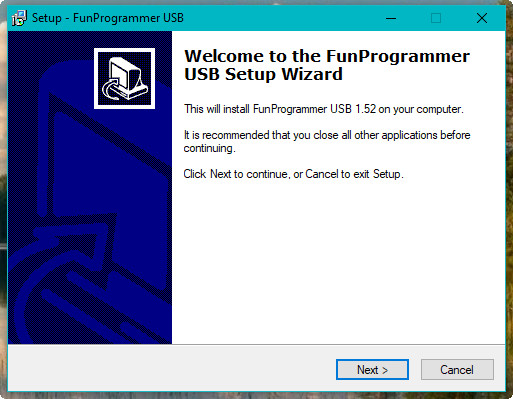 Setup - FunProgrammer USB
Welcome to the FunProgrammer
USB Setup Wizard
This will install FunProgrammer USB 1.52 on your computer.
It is recommended that you close all other applications before
continuing.
Click Next to continue, or Cancel to exit Setup.
Next >
Cancel